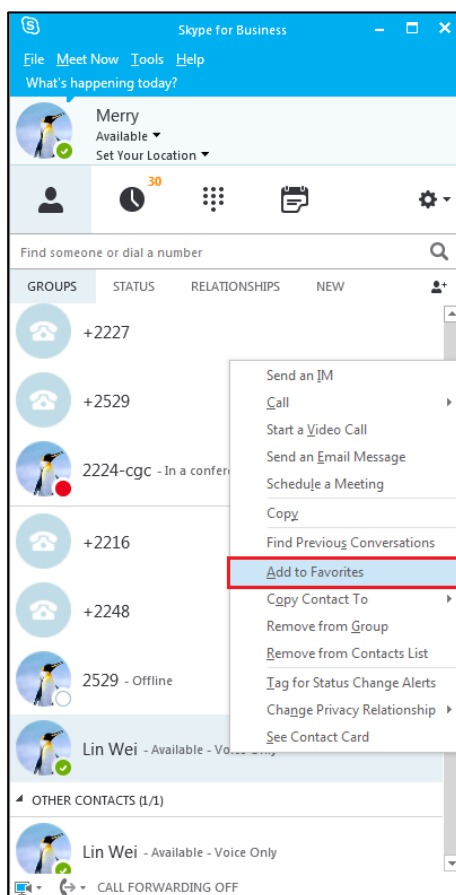 Skype for Business
File Meet Now Tools Help
What's happening today?
Merry
Available
Set Your Location
30
Find someone or dial a number
GROUPS STATUS RELATIONSHIPS NEW
+2227
+2529
2224-cgc - In a confer
+2216
+2248
2529 - Offline
Lin Wei - Available - Voice Only
OTHER CONTACTS (1/1)
Lin Wei - Available - Voice Only
CALL FORWARDING OFF
Send an IM
Call
Start a Video Call
Send an Email Message
Schedule a Meeting
Copy
Find Previous Conversations
Add to Favorites
Copy Contact To
Remove from Group
Remove from Contacts List
Tag for Status Change Alerts
Change Privacy Relationship
See Contact Card